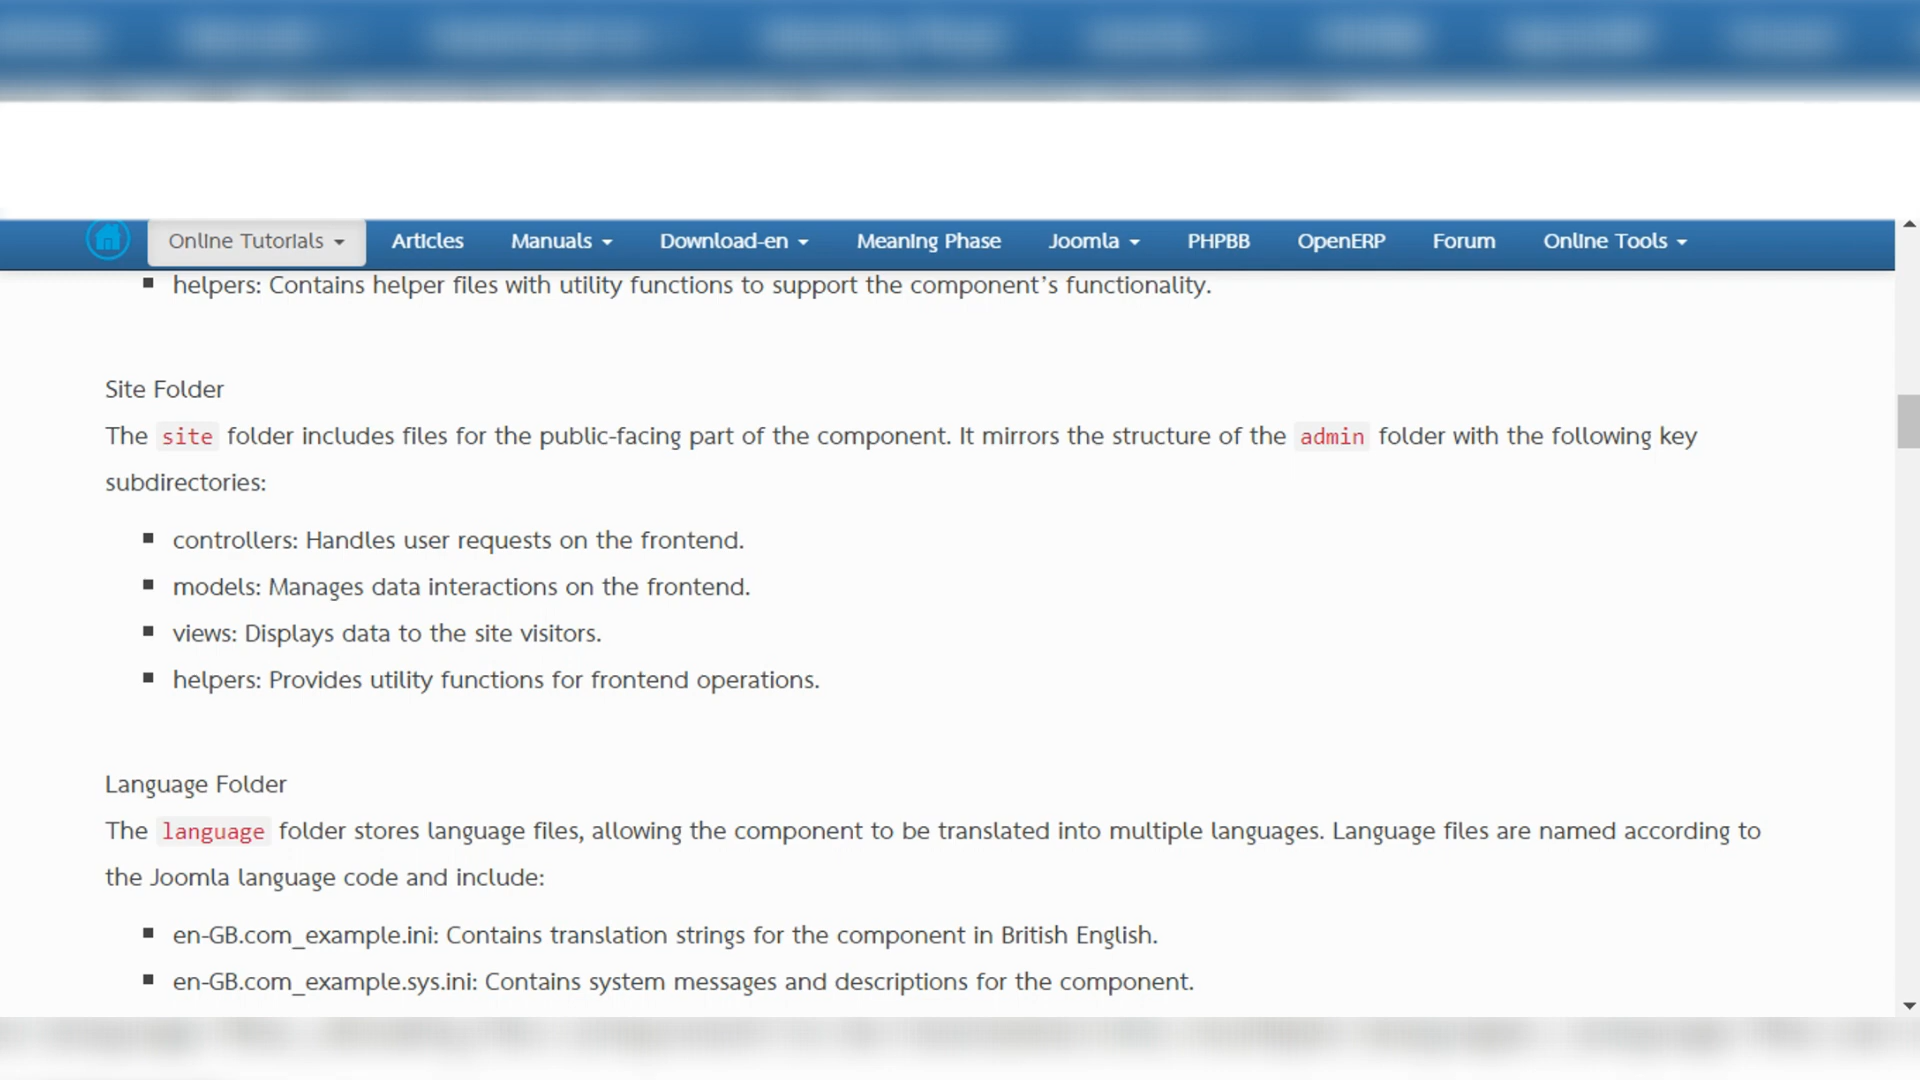 Online Tutorials Articles Manuals Download-en Meaning Phase Joomla PHPBB OpenERP Forum Online Tools
helpers: Contains helper files with utility functions to support the component’s functionality.
Site Folder
The site folder includes files for the public-facing part of the component. It mirrors the structure of the admin folder with the following key
subdirectories:
controllers: Handles user requests on the frontend.
models: Manages data interactions on the frontend.
views: Displays data to the site visitors.
helpers: Provides utility functions for frontend operations.
Language Folder
The language folder stores language files, allowing the component to be translated into multiple languages. Language files are named according to
the Joomla language code and include:
en-GB.com_example.ini: Contains translation strings for the component in British English.
en-GB.com_example.sys.ini: Contains system messages and descriptions for the component.